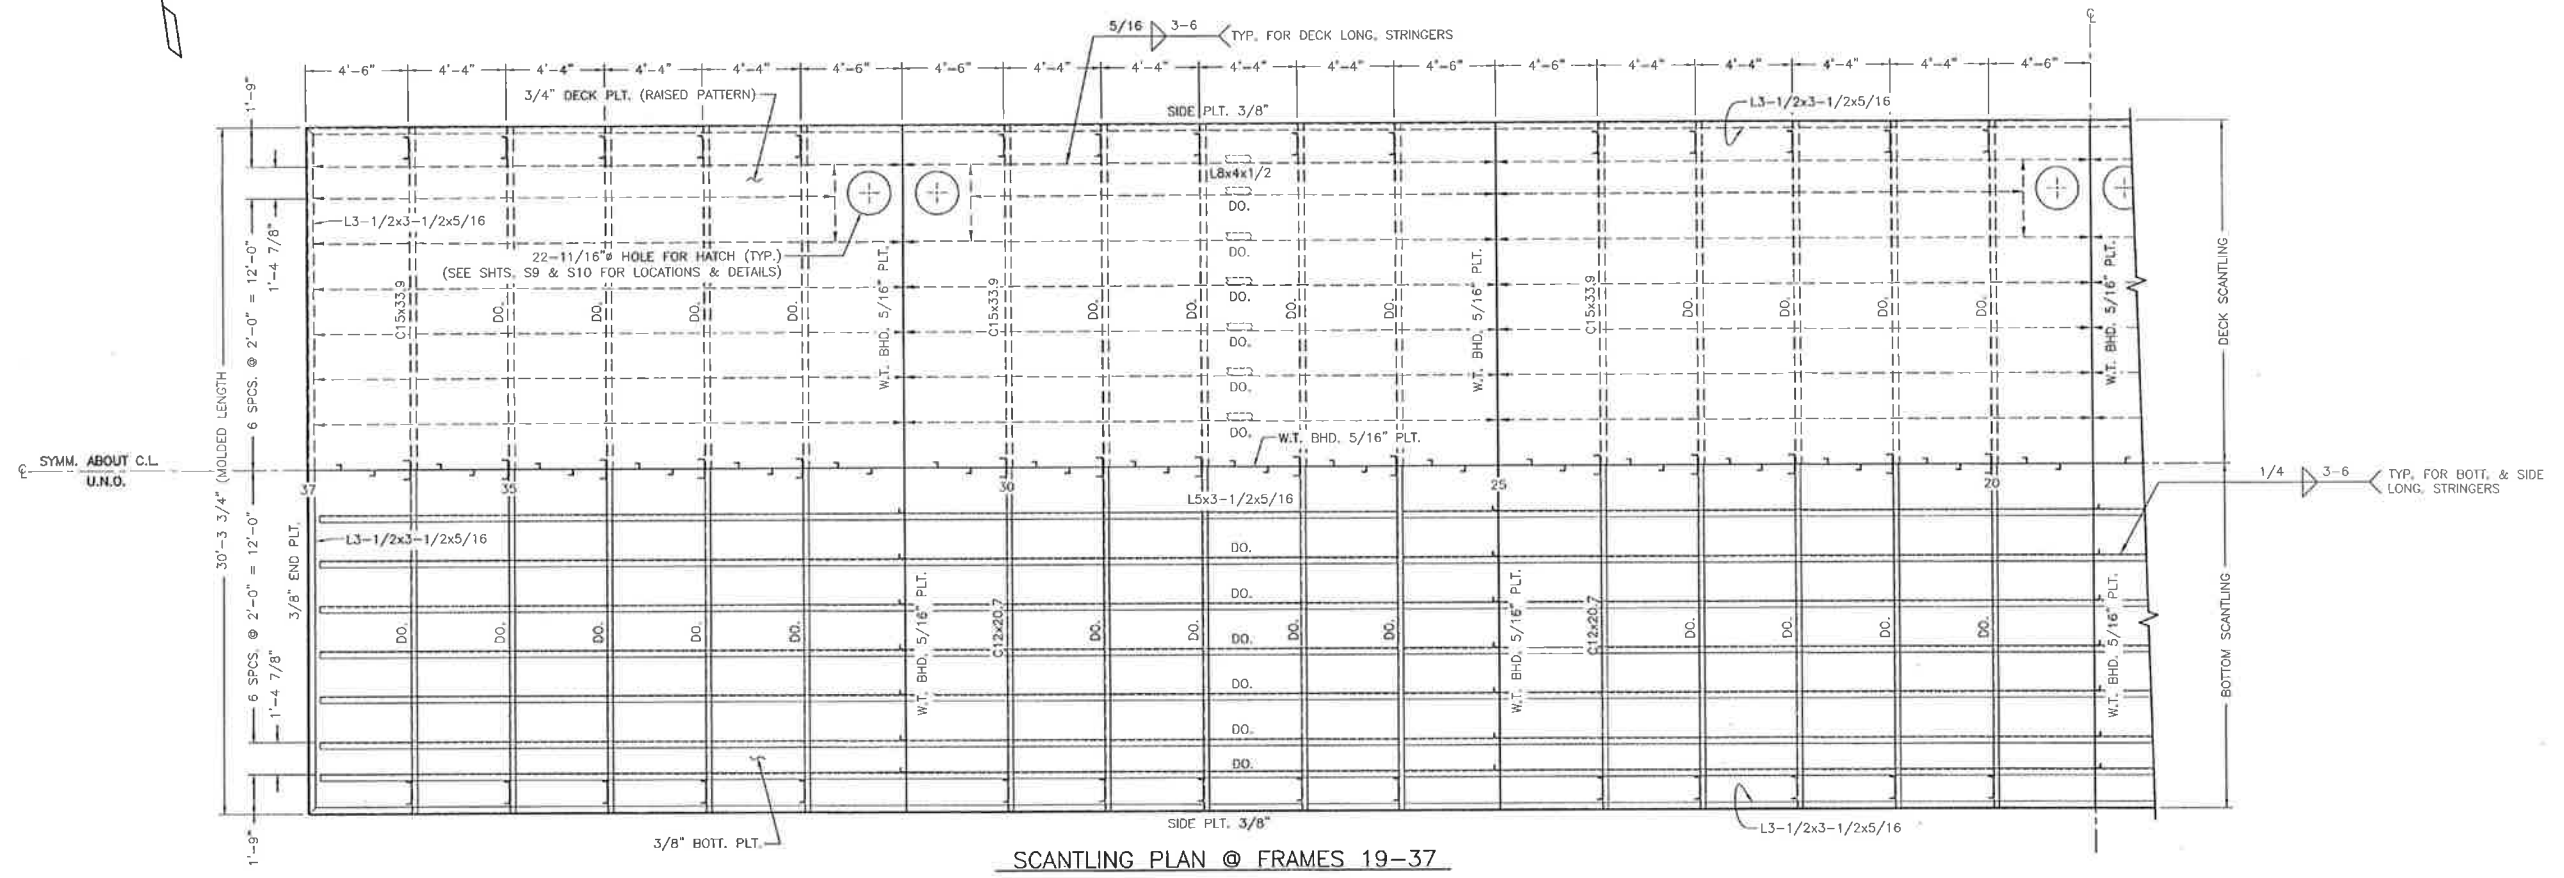 5/16 3-6 TYP. FOR DECK LONG. STRINGERS
℄
4'-6" 4'-4" 4'-4" 4'-4" 4'-4" 4'-6" 4'-6" 4'-4" 4'-4" 4'-4" 4'-4" 4'-6" 4'-6" 4'-4" 4'-4" 4'-4" 4'-4" 4'-6"
1'-9"
3/4" DECK PLT. (RAISED PATTERN)
SIDE PLT. 3/8"
L3-1/2x3-1/2x5/16
L8x4x1/2
DO.
DO.
DO.
DO.
DO.
DO.
L3-1/2x3-1/2x5/16
22-11/16"ø HOLE FOR HATCH (TYP.)
(SEE SHTS. S9 & S10 FOR LOCATIONS & DETAILS)
1'-4 7/8"
6 SPCS. @ 2'-0" = 12'-0"
30'-3 3/4" (MOLDED LENGTH
C15x33.9
DO.
DO.
DO.
DO.
W.T. BHD. 5/16" PLT.
C15x33.9
DO.
DO.
DO.
DO.
W.T. BHD. 5/16" PLT.
C15x33.9
DO.
DO.
DO.
DO.
W.T. BHD. 5/16" PLT.
DECK SCANTLING
℄ SYMM. ABOUT C.L.
U.N.O.
W.T. BHD. 5/16" PLT.
37 35 30 25 20
1/4 3-6 TYP. FOR BOTT. & SIDE
LONG. STRINGERS
L5x3-1/2x5/16
DO.
DO.
DO.
DO.
DO.
DO.
L3-1/2x3-1/2x5/16
3/8" END PLT.
6 SPCS. @ 2'-0" = 12'-0"
1'-4 7/8"
1'-9"
DO.
DO.
DO.
DO.
DO.
W.T. BHD. 5/16" PLT.
C12x20.7
DO.
DO.
DO.
DO.
W.T. BHD. 5/16" PLT.
C12x20.7
DO.
DO.
DO.
DO.
W.T. BHD. 5/16" PLT.
BOTTOM SCANTLING
3/8" BOTT. PLT.
SIDE PLT. 3/8"
L3-1/2x3-1/2x5/16
SCANTLING PLAN @ FRAMES 19-37